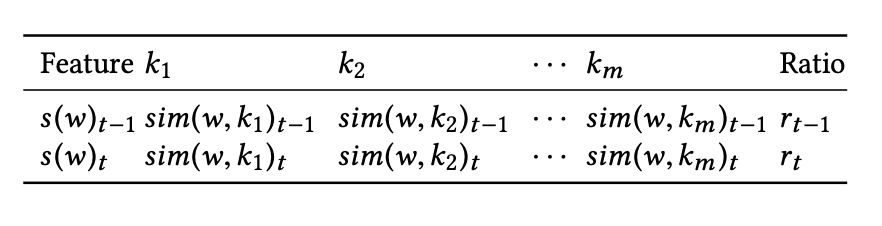 Feature k₁ k₂ ⋯ kₘ Ratio
s(w)ₜ₋₁ sim(w, k₁)ₜ₋₁ sim(w, k₂)ₜ₋₁ ⋯ sim(w, kₘ)ₜ₋₁ rₜ₋₁
s(w)ₜ sim(w, k₁)ₜ sim(w, k₂)ₜ ⋯ sim(w, kₘ)ₜ rₜ